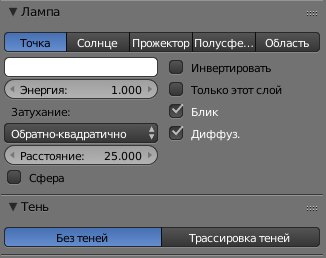 Лампа
Точка Солнце Прожектор Полусфе… Область
Инвертировать
Энергия: 1.000 Только этот слой
Затухание: Блик
Обратно-квадратично Диффуз.
Расстояние: 25.000
Сфера
Тень
Без теней Трассировка теней